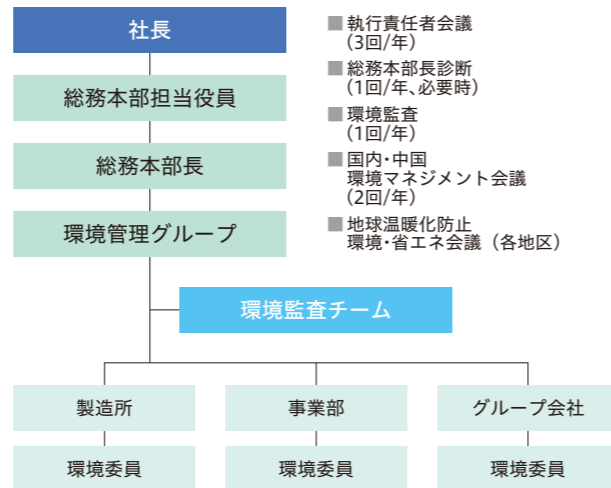 社長
総務本部担当役員
総務本部長
環境管理グループ
環境監査チーム
製造所
事業部
グループ会社
環境委員
環境委員
環境委員
■執行責任者会議
(3回/年)
■総務本部長診断
(1回/年、必要時)
■環境監査
(1回/年)
■国内・中国
環境マネジメント会議
(2回/年)
■地球温暖化防止
環境・省エネ会議（各地区）